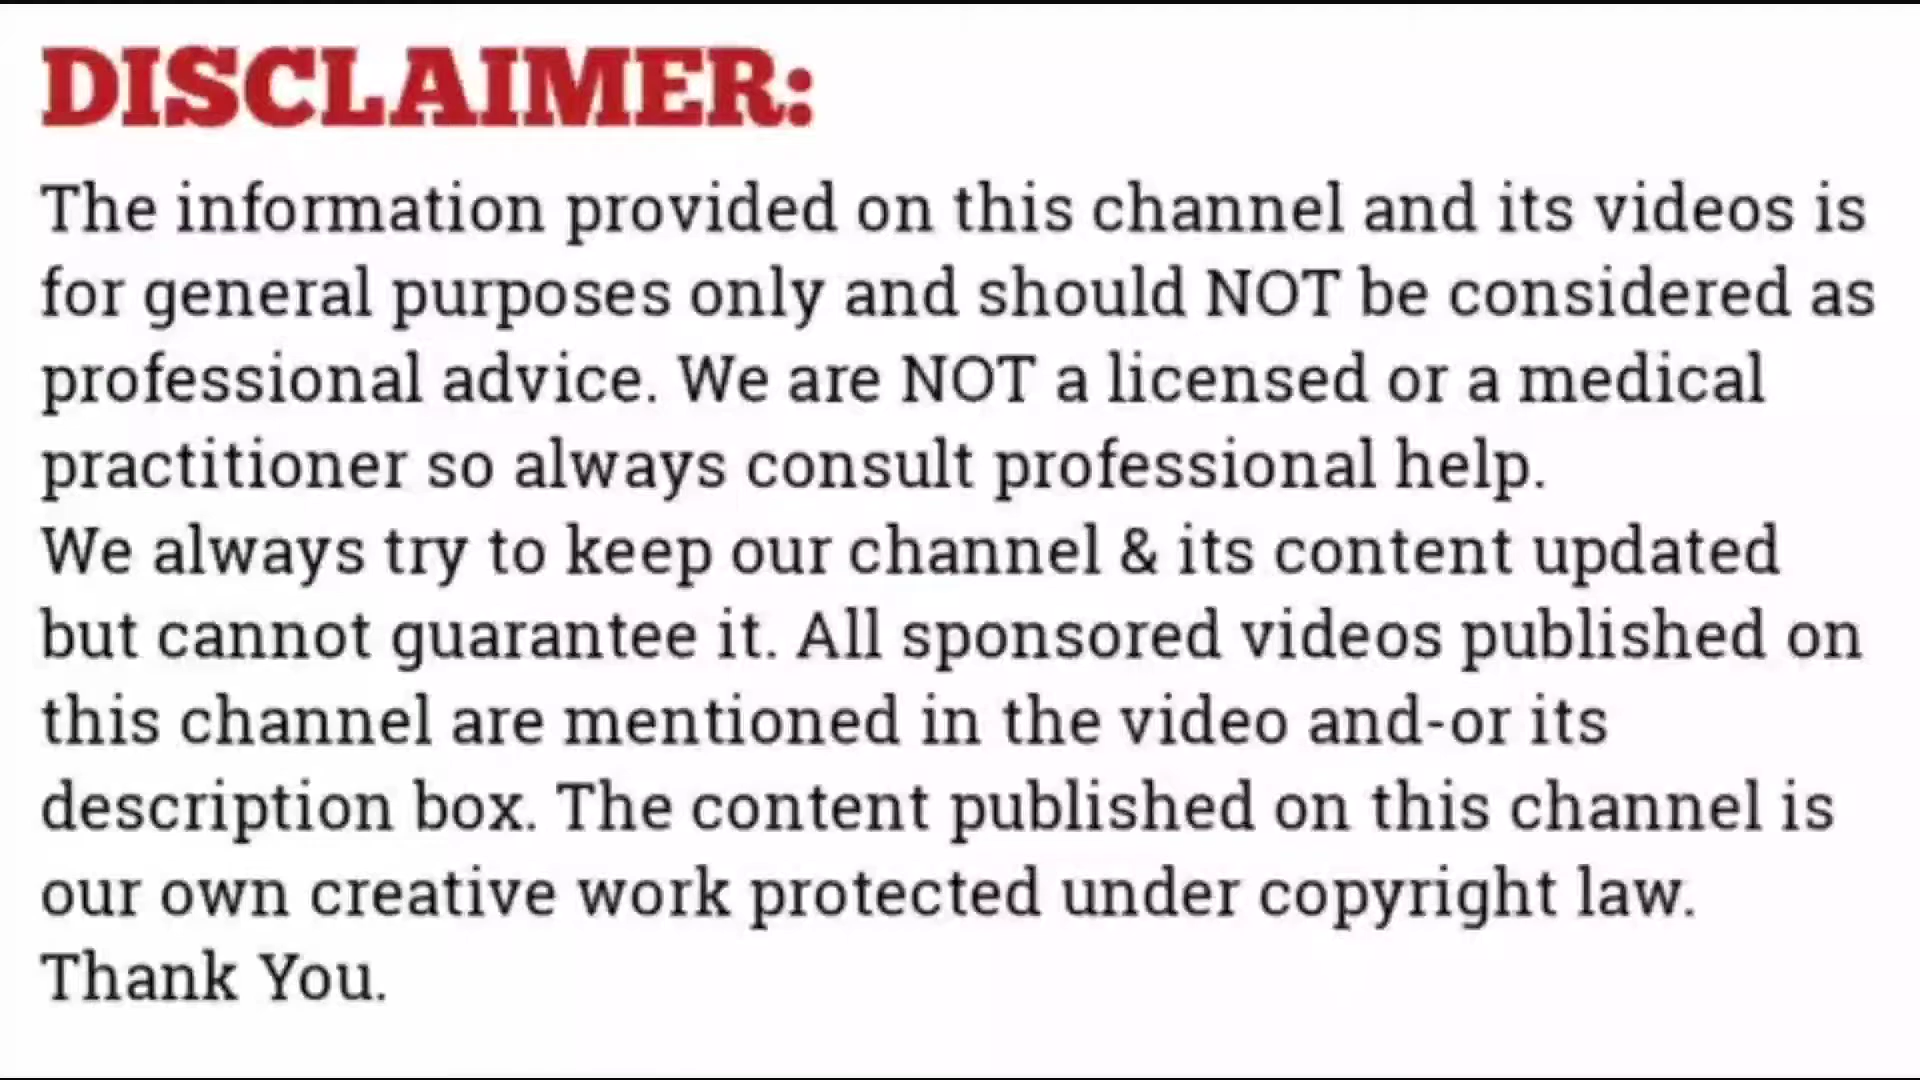 DISCLAIMER:
The information provided on this channel and its videos is
for general purposes only and should NOT be considered as
professional advice. We are NOT a licensed or a medical
practitioner so always consult professional help.
We always try to keep our channel & its content updated
but cannot guarantee it. All sponsored videos published on
this channel are mentioned in the video and-or its
description box. The content published on this channel is
our own creative work protected under copyright law.
Thank You.